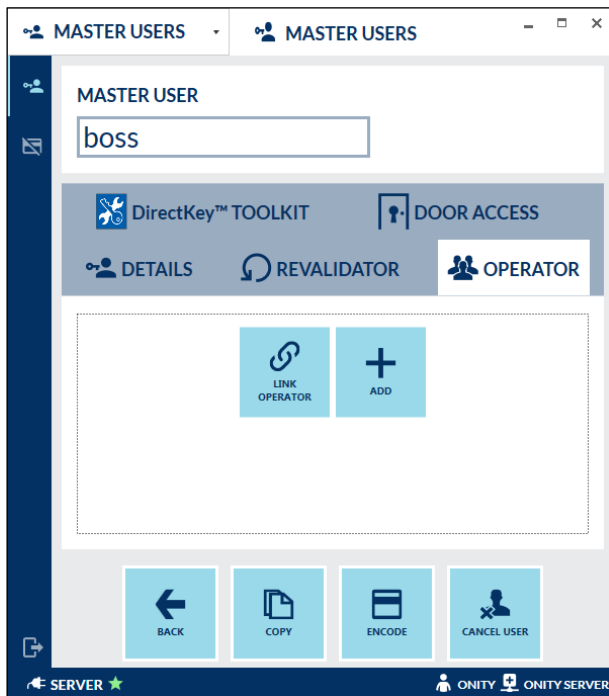 MASTER USERS
MASTER USERS
MASTER USER
boss
DirectKey™ TOOLKIT
DOOR ACCESS
DETAILS
REVALIDATOR
OPERATOR
LINK
OPERATOR
ADD
BACK
COPY
ENCODE
CANCEL USER
SERVER
ONITY
ONITY SERVER